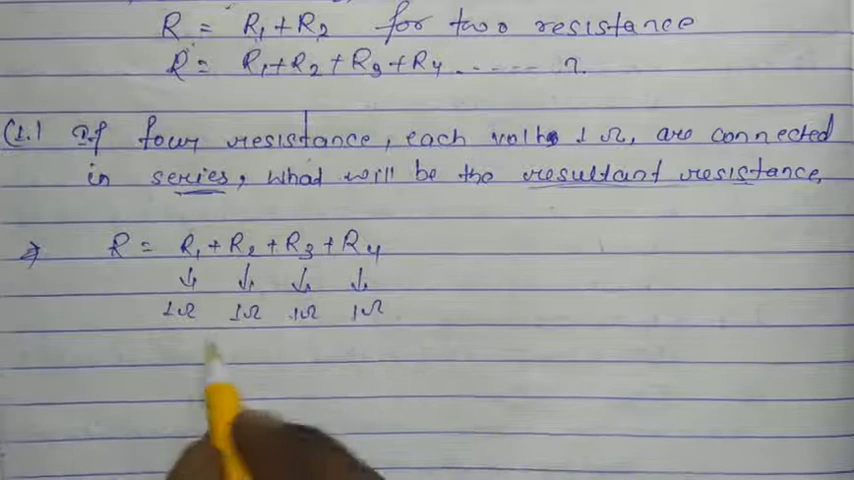 R = R₁ + R₂ for two resistance
R = R₁ + R₂ + R₃ + R₄ ------ n.
Q.1 If four resistance, each 1 Ω, are connected
in series, what will be the resultant resistance,
⇒ R = R₁ + R₂ + R₃ + R₄
↓ ↓ ↓ ↓
1Ω 1Ω 1Ω 1Ω